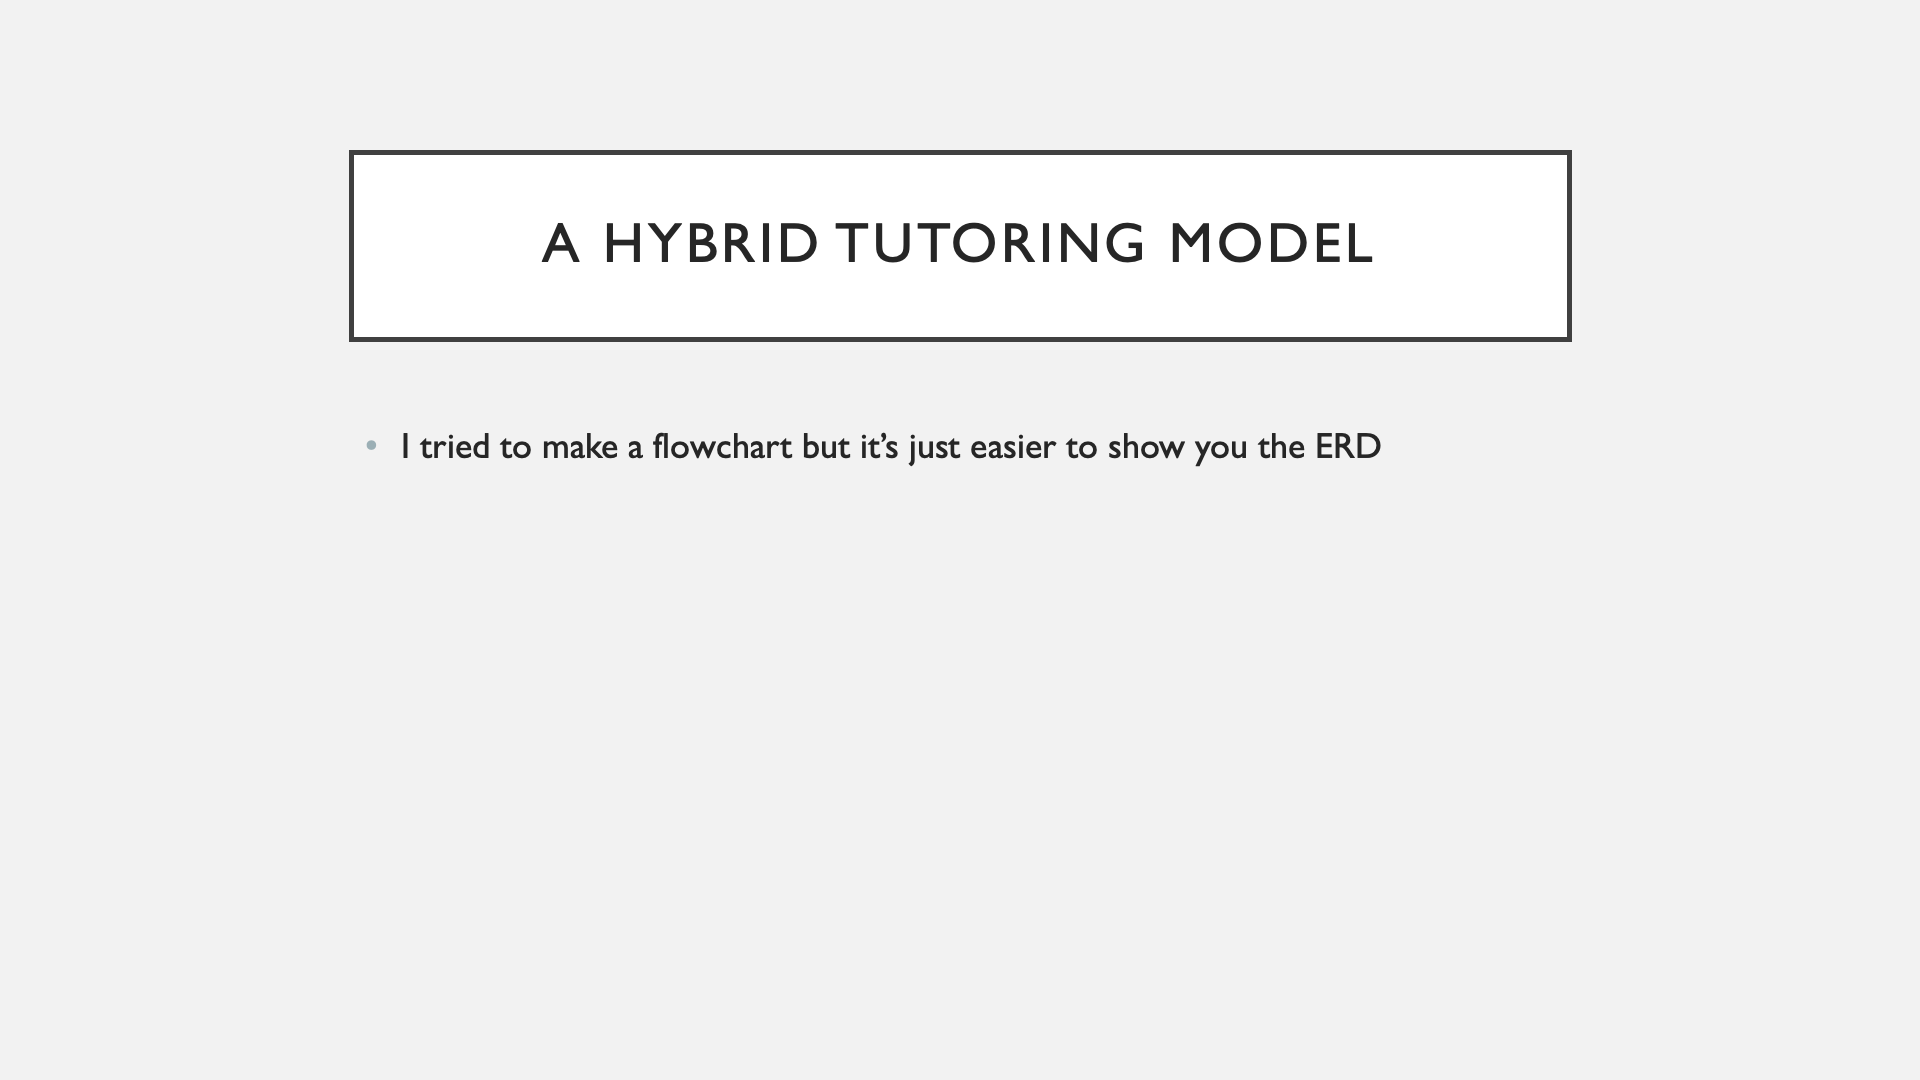 A HYBRID TUTORING MODEL
• I tried to make a flowchart but it’s just easier to show you the ERD